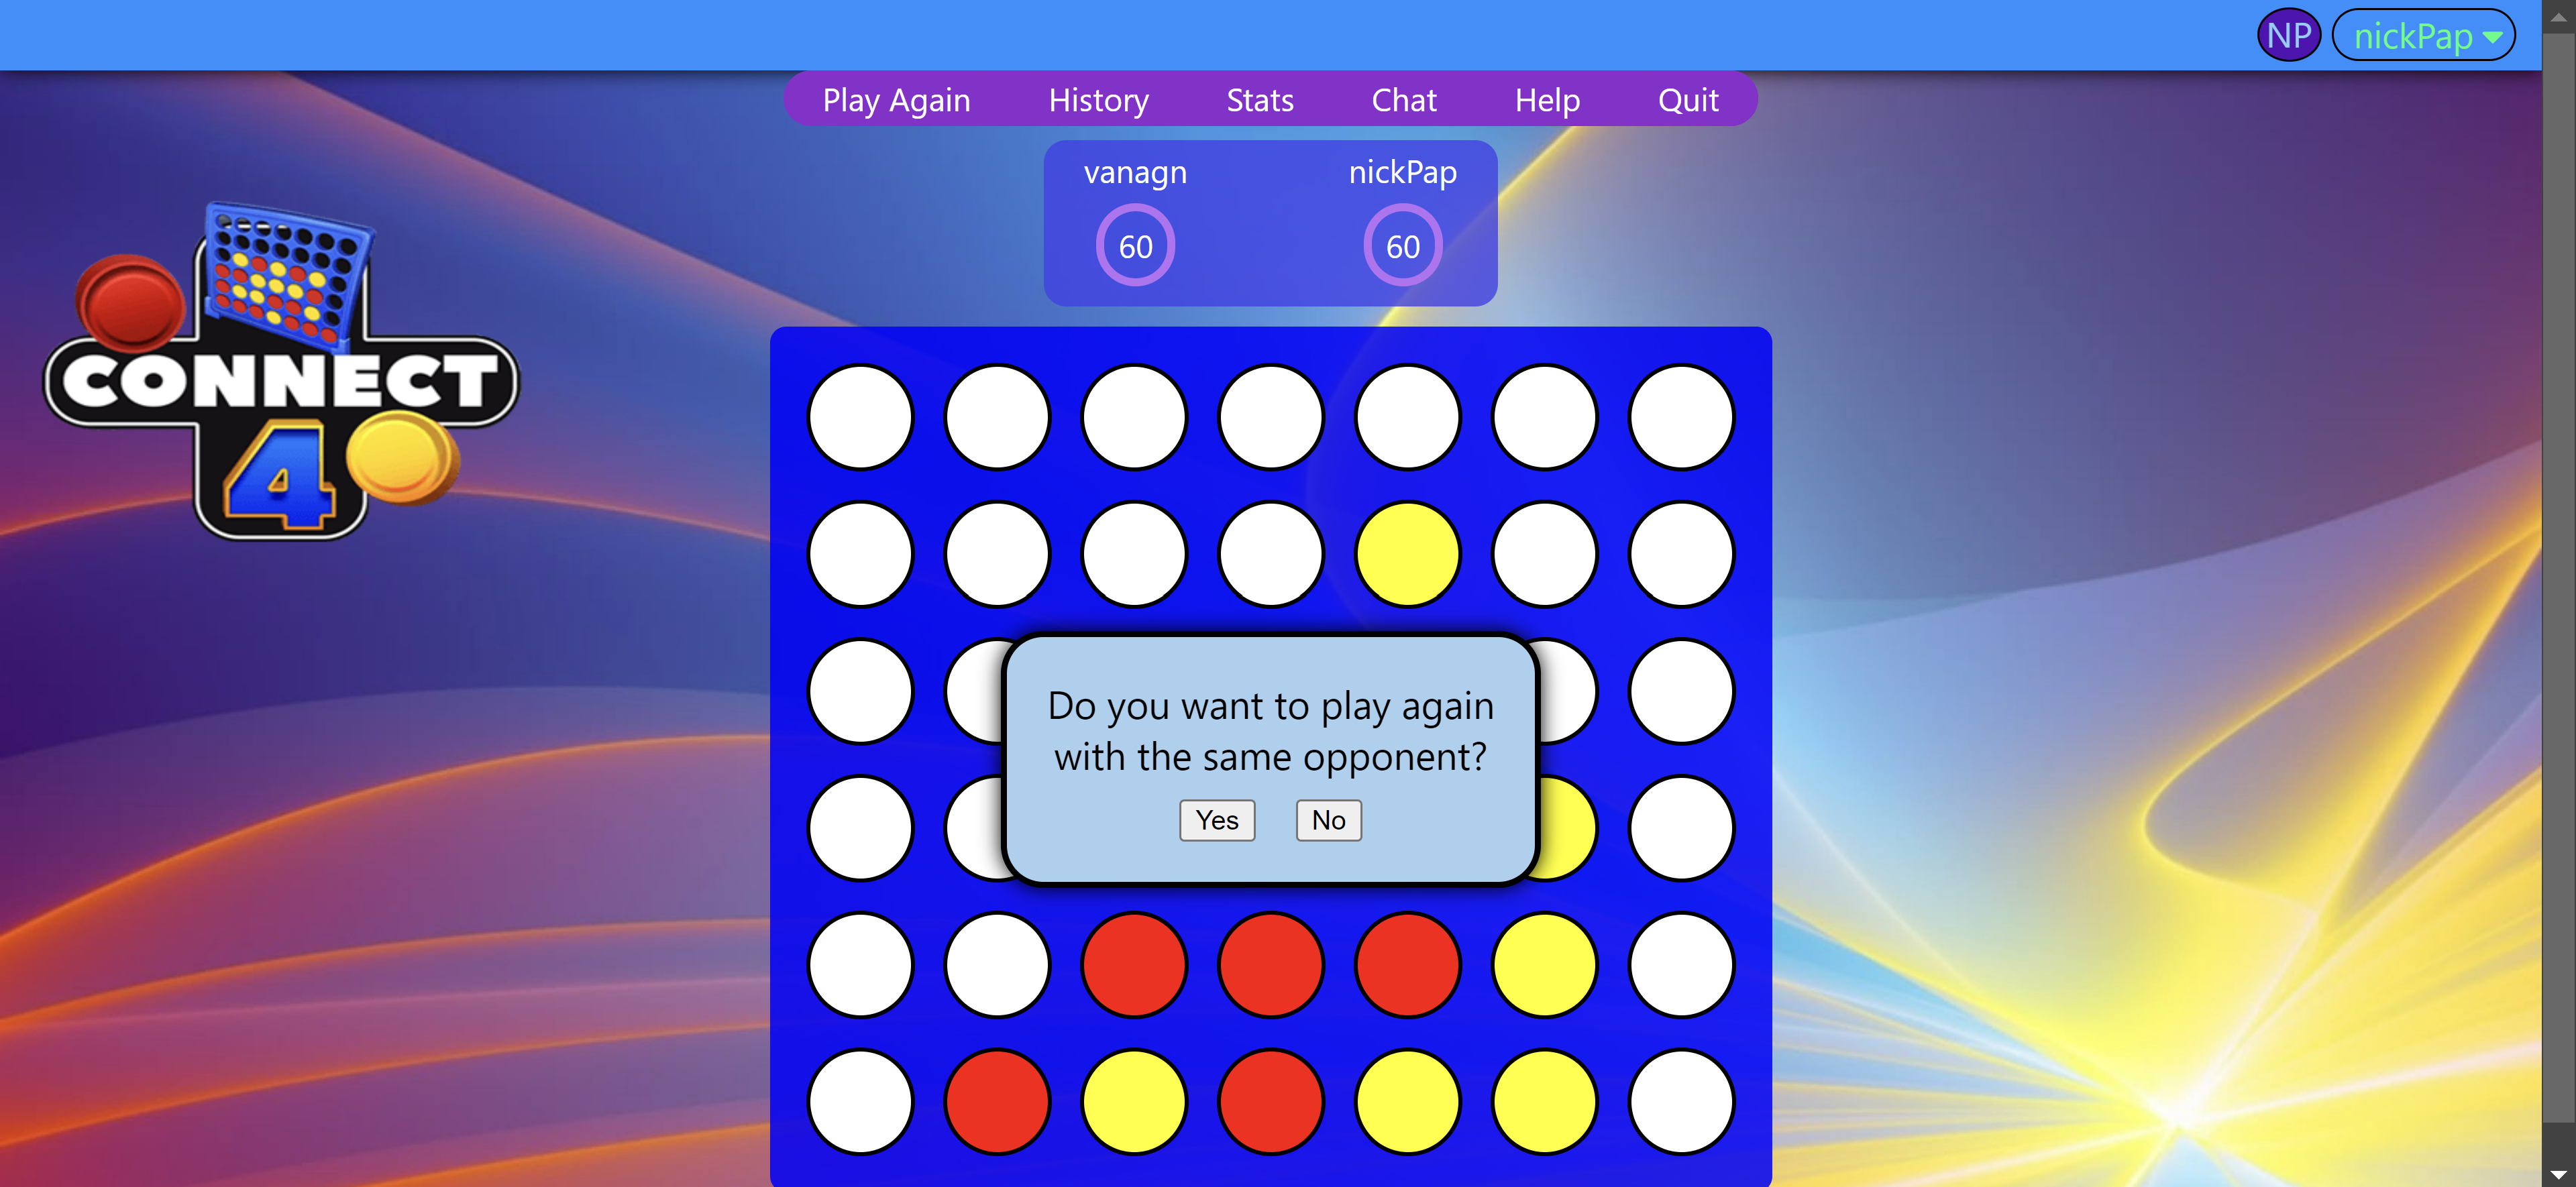 NP
nickPap
Play Again
History
Stats
Chat
Help
Quit
vanagn
nickPap
60
60
CONNECT
4
Do you want to play again
with the same opponent?
Yes
No